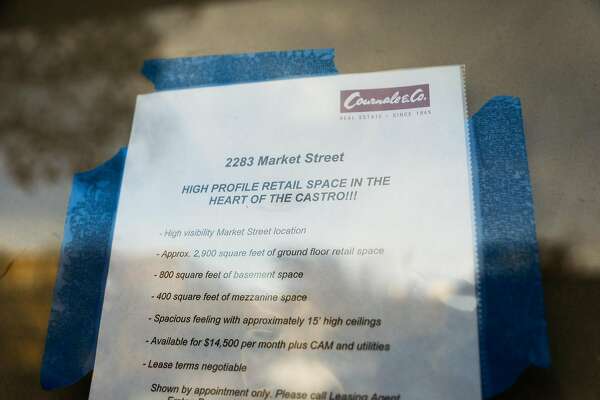 Cournale & Co.
REAL ESTATE • SINCE 1945
2283 Market Street
HIGH PROFILE RETAIL SPACE IN THE
HEART OF THE CASTRO!!!
- High visibility Market Street location
- Approx. 2,900 square feet of ground floor retail space
- 800 square feet of basement space
- 400 square feet of mezzanine space
- Spacious feeling with approximately 15' high ceilings
- Available for $14,500 per month plus CAM and utilities
- Lease terms negotiable
Shown by appointment only. Please call Leasing Agent